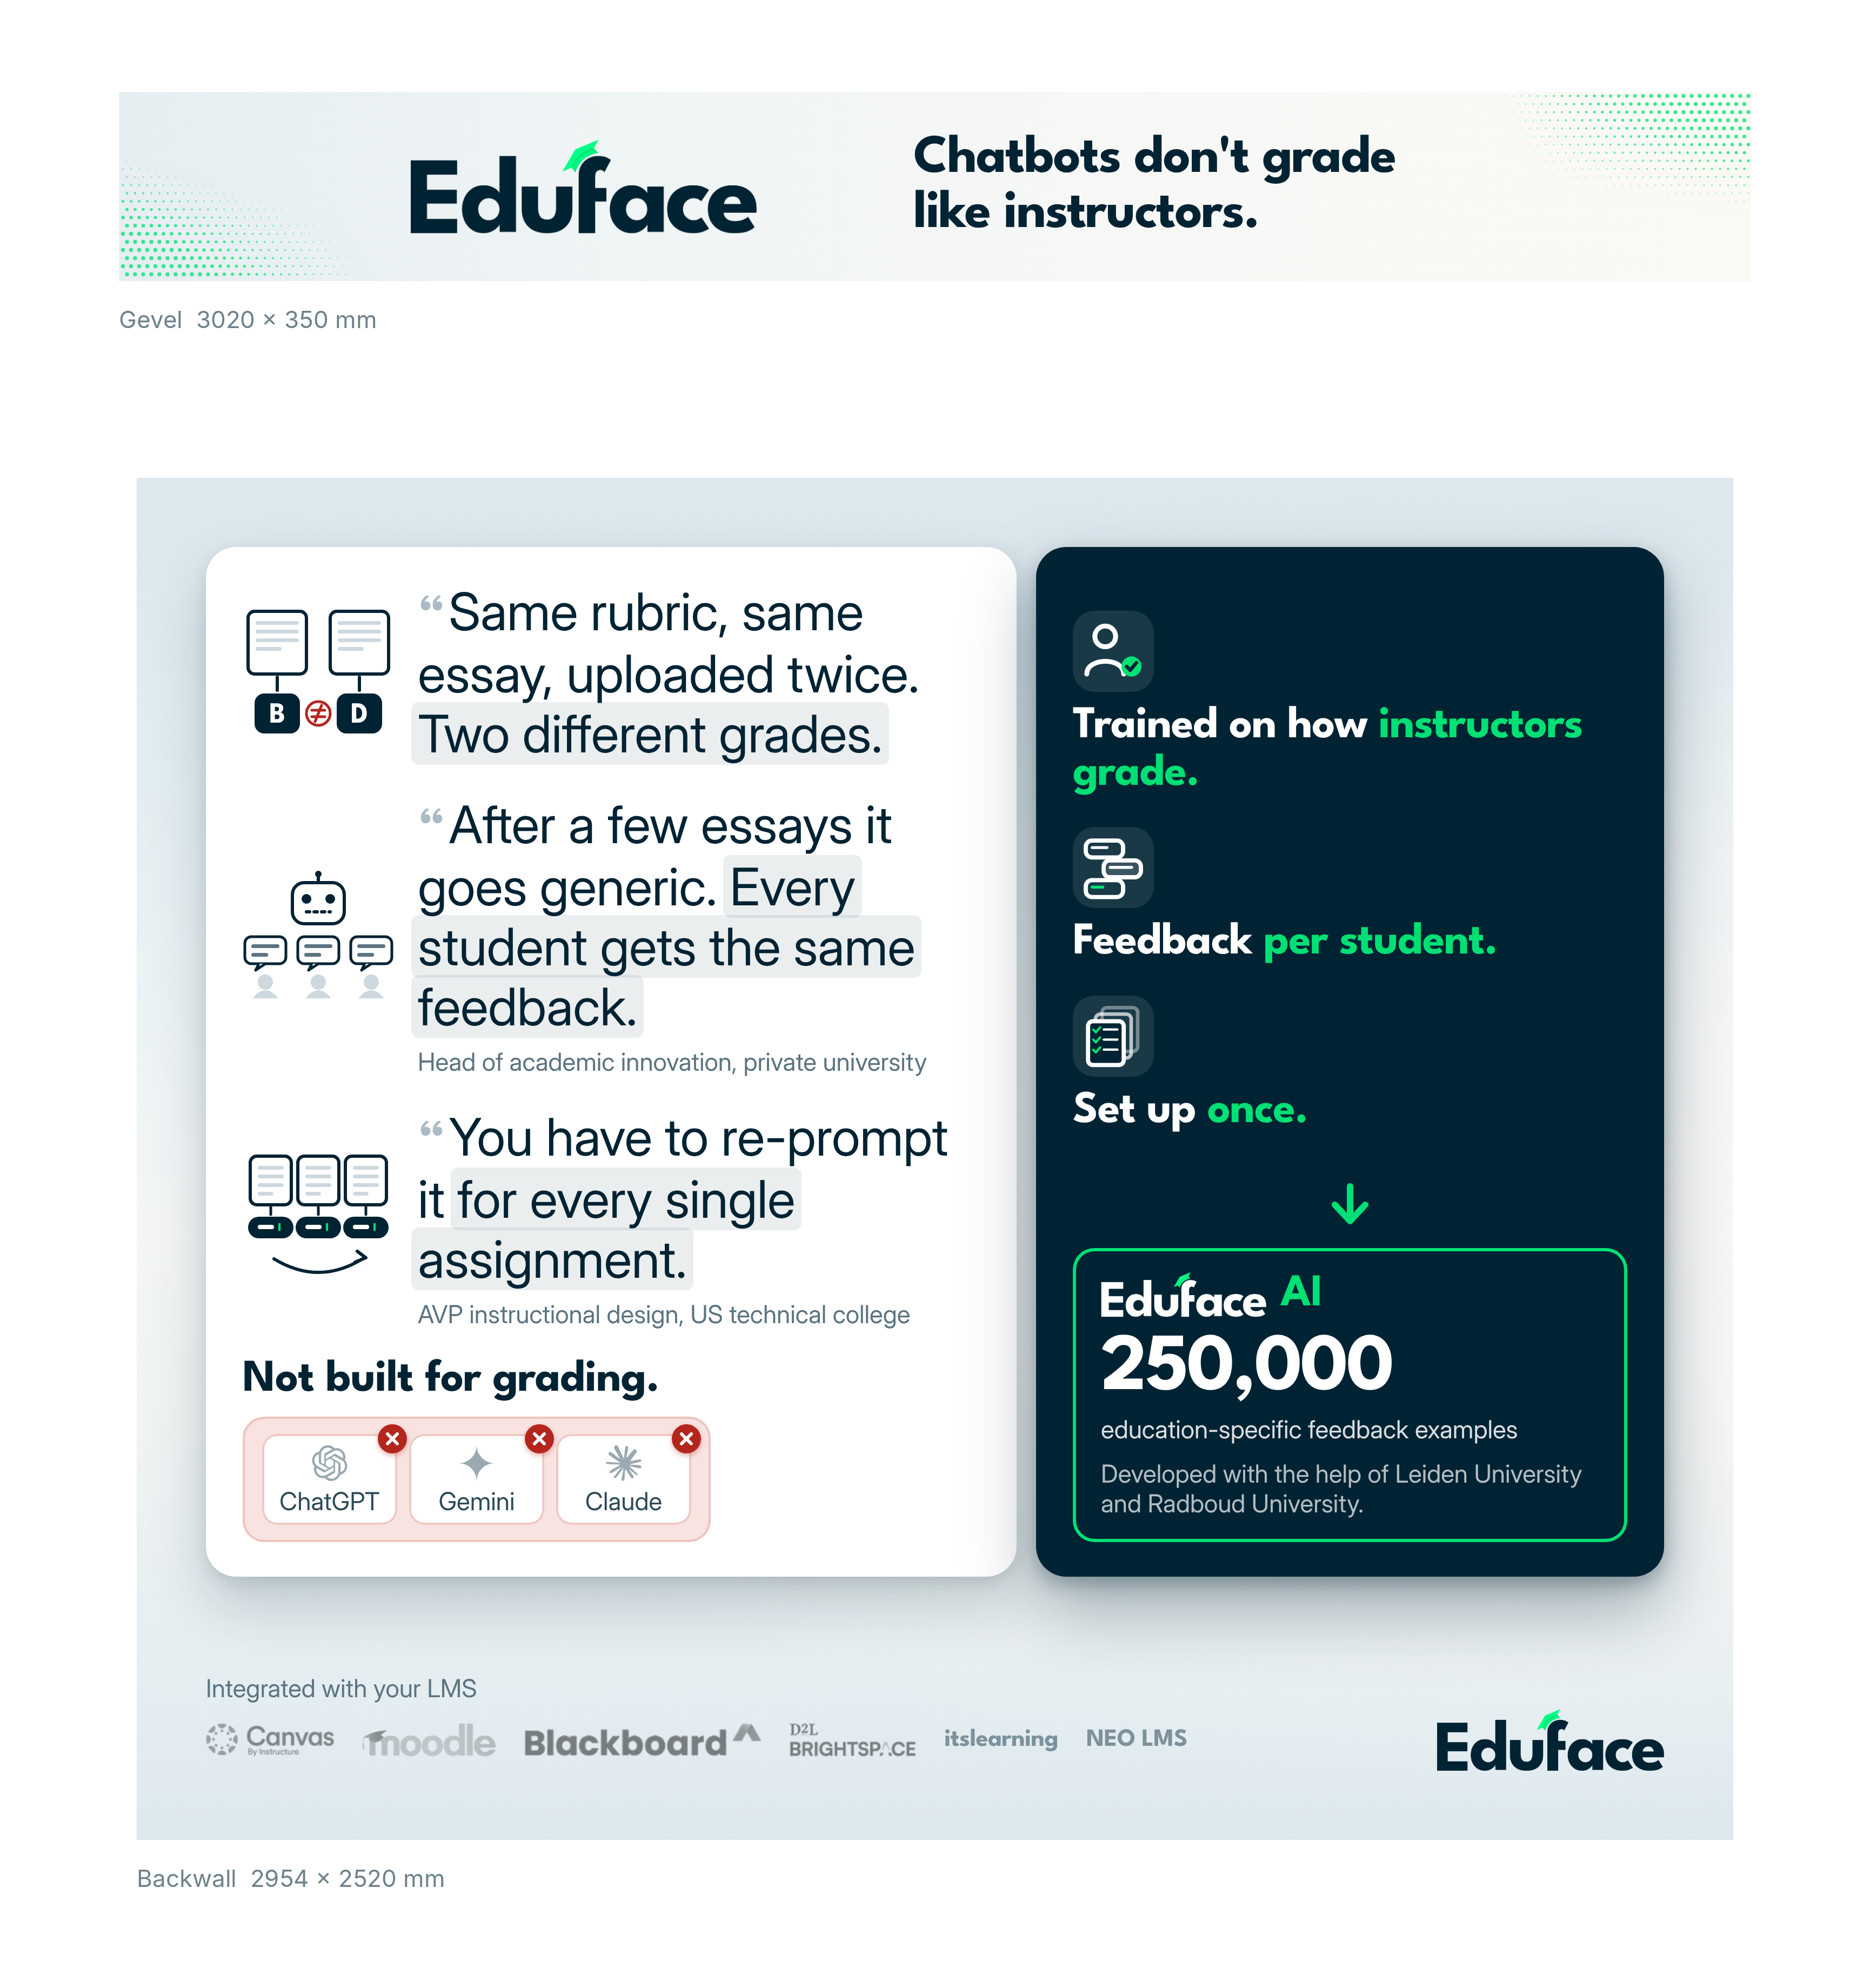 Eduface
Chatbots don't grade
like instructors.
Gevel 3020 × 350 mm
“Same rubric, same
essay, uploaded twice.
Two different grades.
B ≠ D
“After a few essays it
goes generic. Every
student gets the same
feedback.
Head of academic innovation, private university
“You have to re-prompt
it for every single
assignment.
AVP instructional design, US technical college
Not built for grading.
ChatGPT
Gemini
Claude
Trained on how instructors
grade.
Feedback per student.
Set up once.
Eduface AI
250,000
education-specific feedback examples
Developed with the help of Leiden University
and Radboud University.
Integrated with your LMS
Canvas
By Instructure
moodle
Blackboard
D2L
BRIGHTSPACE
itslearning
NEO LMS
Eduface
Backwall 2954 × 2520 mm